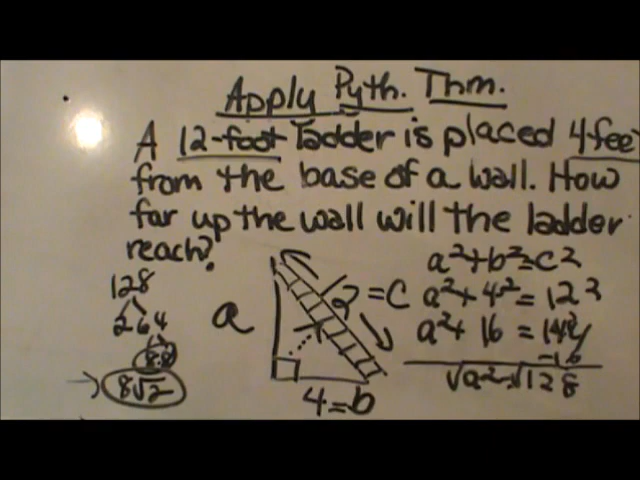 Apply Pyth. Thm.
A 12-foot ladder is placed 4 fee
from the base of a wall. How
far up the wall will the ladder
reach?
a²+b²=c²
a²+4²=12²
a²+ 16 = 144
-16
√a²=√128
128
2 64
8·8
→ 8√2
a
12=c
4=b